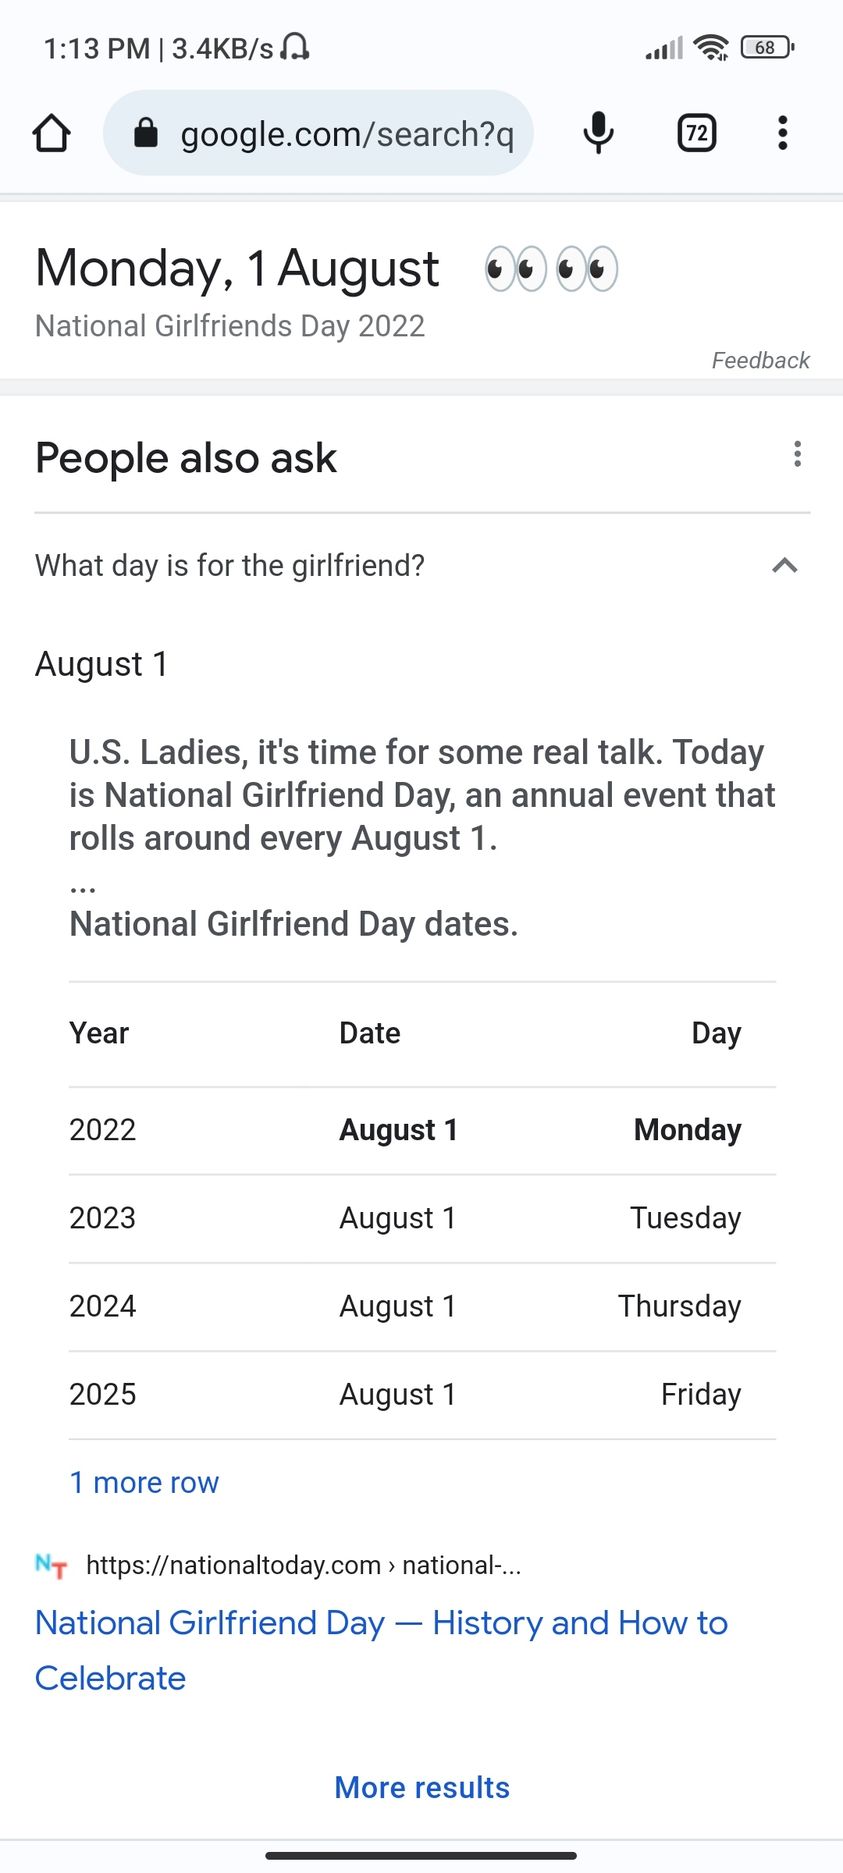 1:13 PM | 3.4KB/s
68
google.com/search?q
72
Monday, 1 August 👀👀
National Girlfriends Day 2022
Feedback
People also ask
What day is for the girlfriend?
August 1
U.S. Ladies, it's time for some real talk. Today
is National Girlfriend Day, an annual event that
rolls around every August 1.
...
National Girlfriend Day dates.
Year Date Day
2022 August 1 Monday
2023 August 1 Tuesday
2024 August 1 Thursday
2025 August 1 Friday
1 more row
NT https://nationaltoday.com › national-...
National Girlfriend Day — History and How to
Celebrate
More results